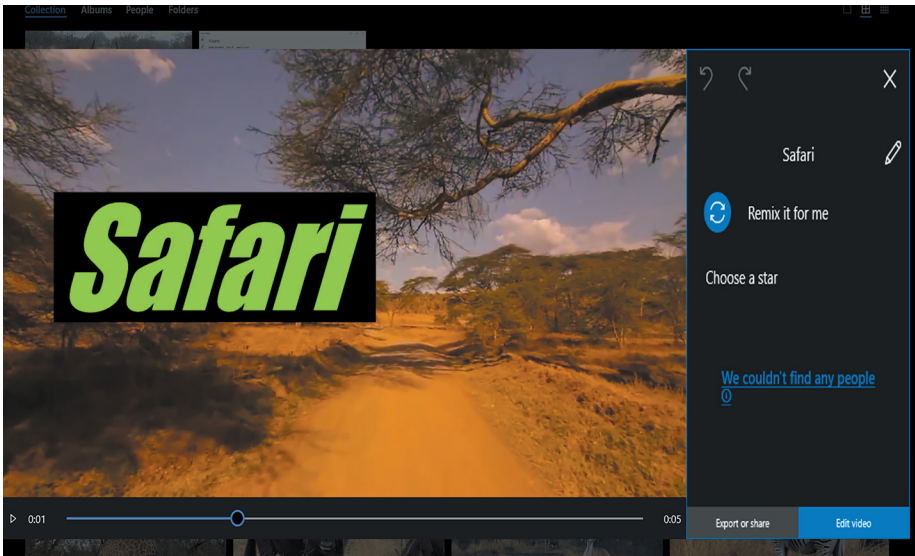 Collection Albums People Folders
Safari
Safari
Remix it for me
Choose a star
We couldn't find any people
0:01
0:05
Export or share
Edit video